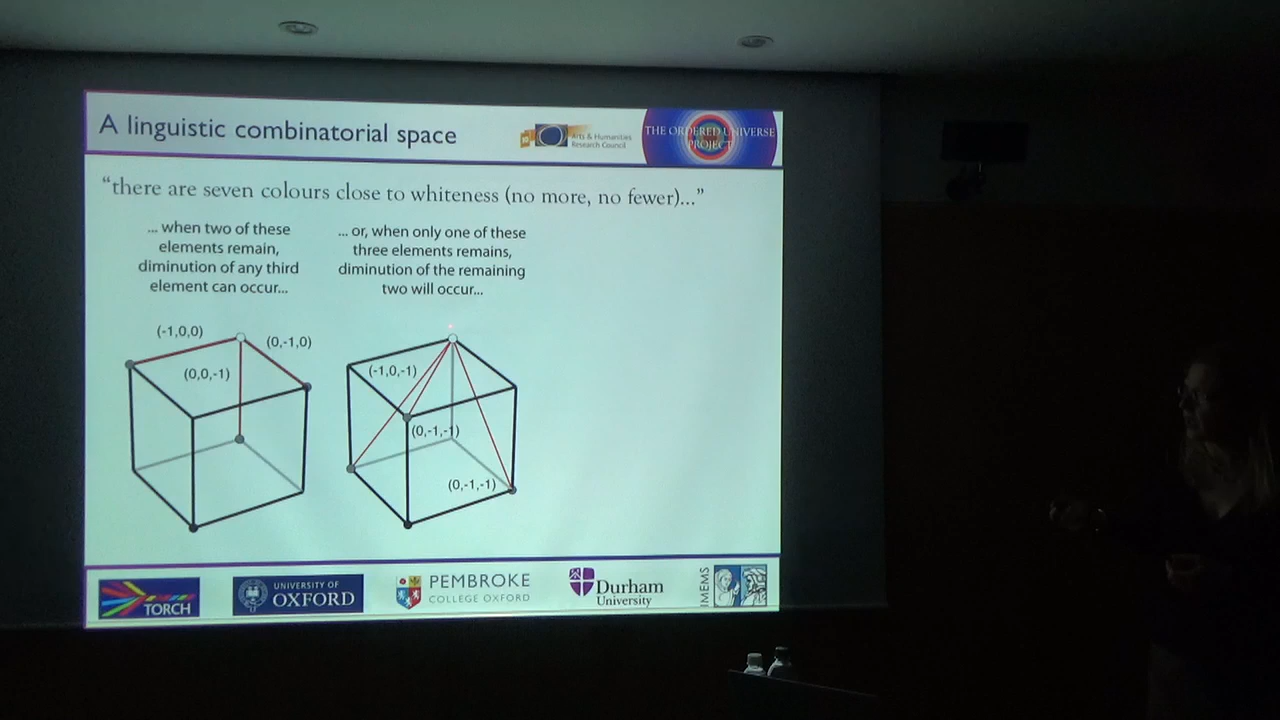 A linguistic combinatorial space
Arts & Humanities
Research Council
THE ORDERED UNIVERSE
PROJECT
“there are seven colours close to whiteness (no more, no fewer)...”
... when two of these
elements remain,
diminution of any third
element can occur...
... or, when only one of these
three elements remains,
diminution of the remaining
two will occur...
(-1,0,0)
(0,-1,0)
(0,0,-1)
(-1,0,-1)
(0,-1,-1)
(0,-1,-1)
TORCH
UNIVERSITY OF
OXFORD
PEMBROKE
COLLEGE OXFORD
Durham
University
IMEMS